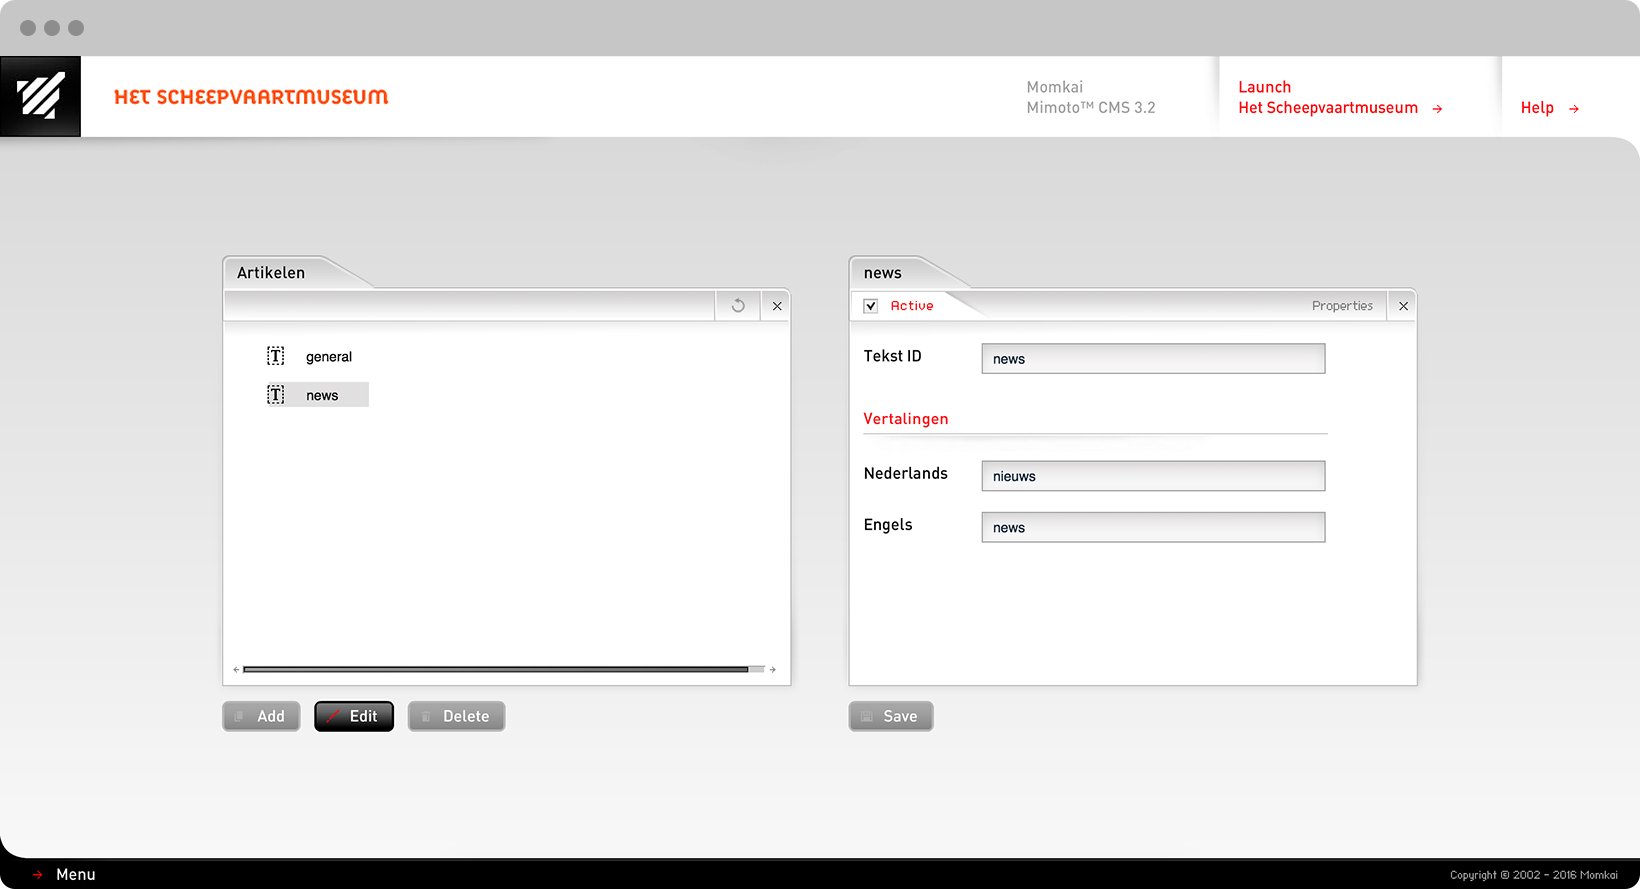 HET SCHEEPVAARTMUSEUM
Momkai
Mimoto™ CMS 3.2
Launch
Het Scheepvaartmuseum →
Help →
Artikelen
T general
T news
Add
Edit
Delete
news
Active
Properties
Tekst ID
news
Vertalingen
Nederlands
nieuws
Engels
news
Save
→ Menu
Copyright © 2002 - 2016 Momkai